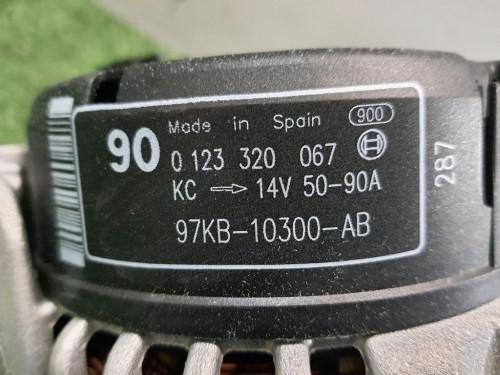 Made in Spain 900
90 0 123 320 067
KC → 14V 50-90A
97KB-10300-AB
287